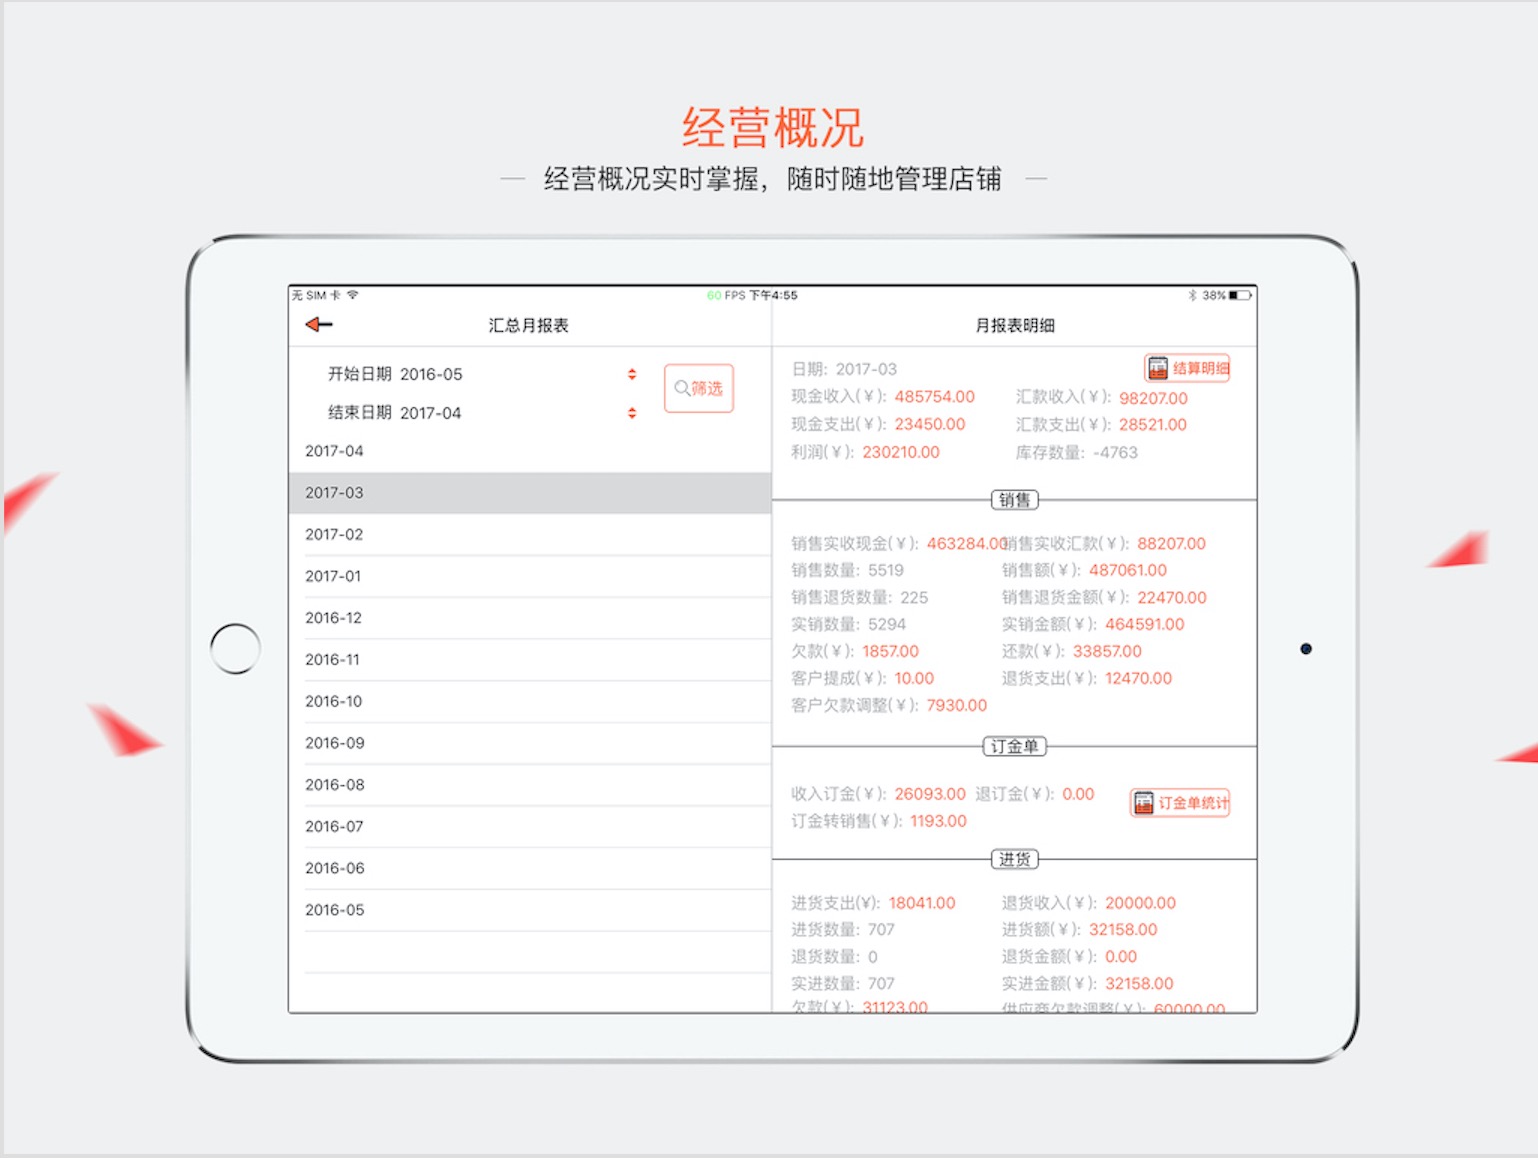 经营概况
经营概况实时掌握，随时随地管理店铺
无 SIM 卡
60 FPS 下午4:55
38%
汇总月报表
开始日期 2016-05
结束日期 2017-04
筛选
2017-04
2017-03
2017-02
2017-01
2016-12
2016-11
2016-10
2016-09
2016-08
2016-07
2016-06
2016-05
月报表明细
日期: 2017-03
结算明细
现金收入(¥): 485754.00 汇款收入(¥): 98207.00
现金支出(¥): 23450.00 汇款支出(¥): 28521.00
利润(¥): 230210.00 库存数量: -4763
销售
销售实收现金(¥): 463284.00 销售实收汇款(¥): 88207.00
销售数量: 5519 销售额(¥): 487061.00
销售退货数量: 225 销售退货金额(¥): 22470.00
实销数量: 5294 实销金额(¥): 464591.00
欠款(¥): 1857.00 还款(¥): 33857.00
客户提成(¥): 10.00 退货支出(¥): 12470.00
客户欠款调整(¥): 7930.00
订金单
收入订金(¥): 26093.00 退订金(¥): 0.00
订金单统计
订金转销售(¥): 1193.00
进货
进货支出(¥): 18041.00 退货收入(¥): 20000.00
进货数量: 707 进货额(¥): 32158.00
退货数量: 0 退货金额(¥): 0.00
实进数量: 707 实进金额(¥): 32158.00
欠款(¥): 31123.00 供应商欠款调整(¥): 60000.00